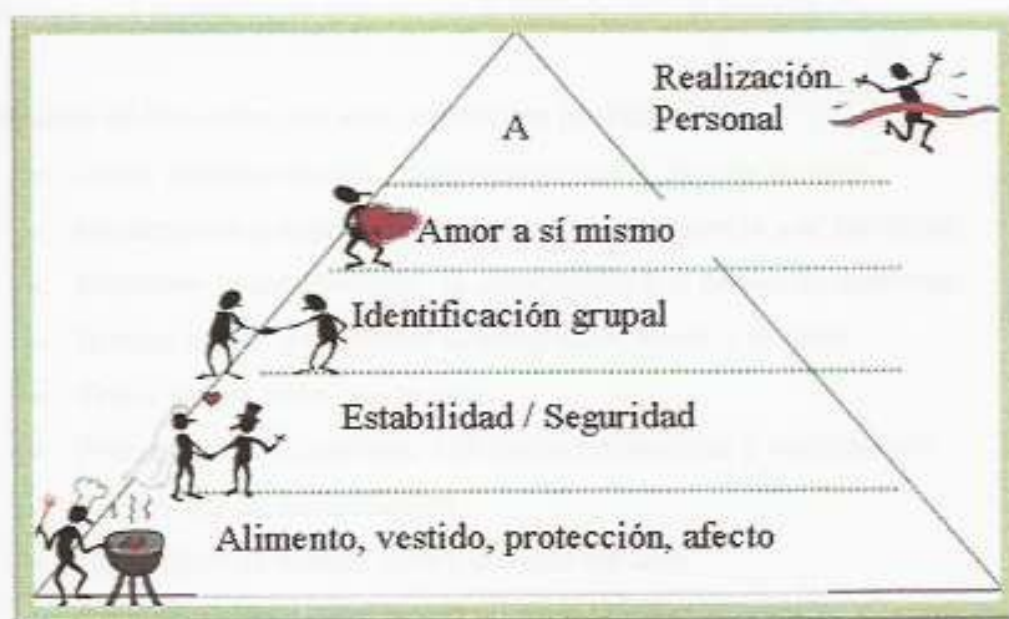 Realización
Personal
A
Amor a sí mismo
Identificación grupal
Estabilidad / Seguridad
Alimento, vestido, protección, afecto